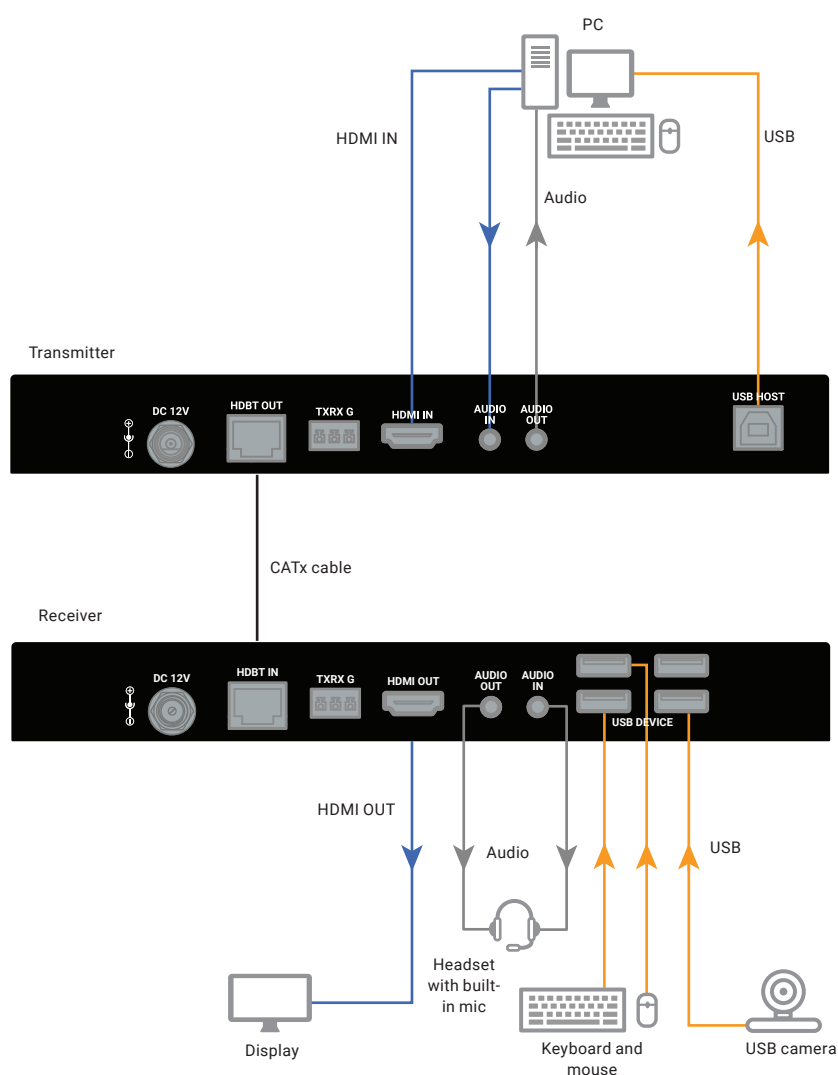 PC
HDMI IN
USB
Audio
Transmitter
DC 12V
HDBT OUT
TXRX G
HDMI IN
AUDIO
IN
AUDIO
OUT
USB HOST
CATx cable
Receiver
DC 12V
HDBT IN
TXRX G
HDMI OUT
AUDIO
OUT
AUDIO
IN
USB DEVICE
HDMI OUT
Audio
USB
Headset
with built-
in mic
Display
Keyboard and
mouse
USB camera